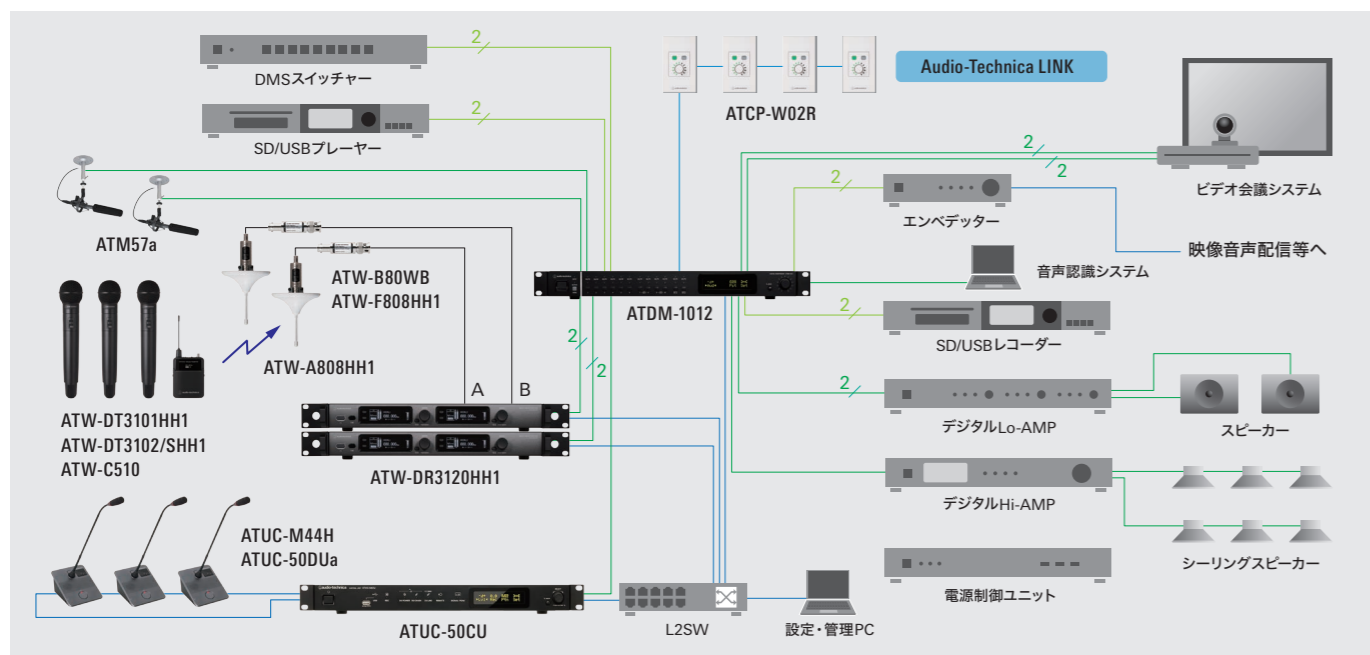 2
DMSスイッチャー
2
SD/USBプレーヤー
ATCP-W02R
Audio-Technica LINK
2
2
ビデオ会議システム
2
エンベデッター
映像音声配信等へ
ATM57a
ATW-B80WB
ATW-F808HH1
ATW-A808HH1
音声認識システム
ATDM-1012
2
SD/USBレコーダー
2
2
A
B
ATW-DT3101HH1
ATW-DT3102/SHH1
ATW-C510
ATW-DR3120HH1
2
デジタルLo-AMP
スピーカー
デジタルHi-AMP
シーリングスピーカー
ATUC-M44H
ATUC-50DUa
audio-technica
ATUC-50CU
L2SW
設定・管理PC
電源制御ユニット